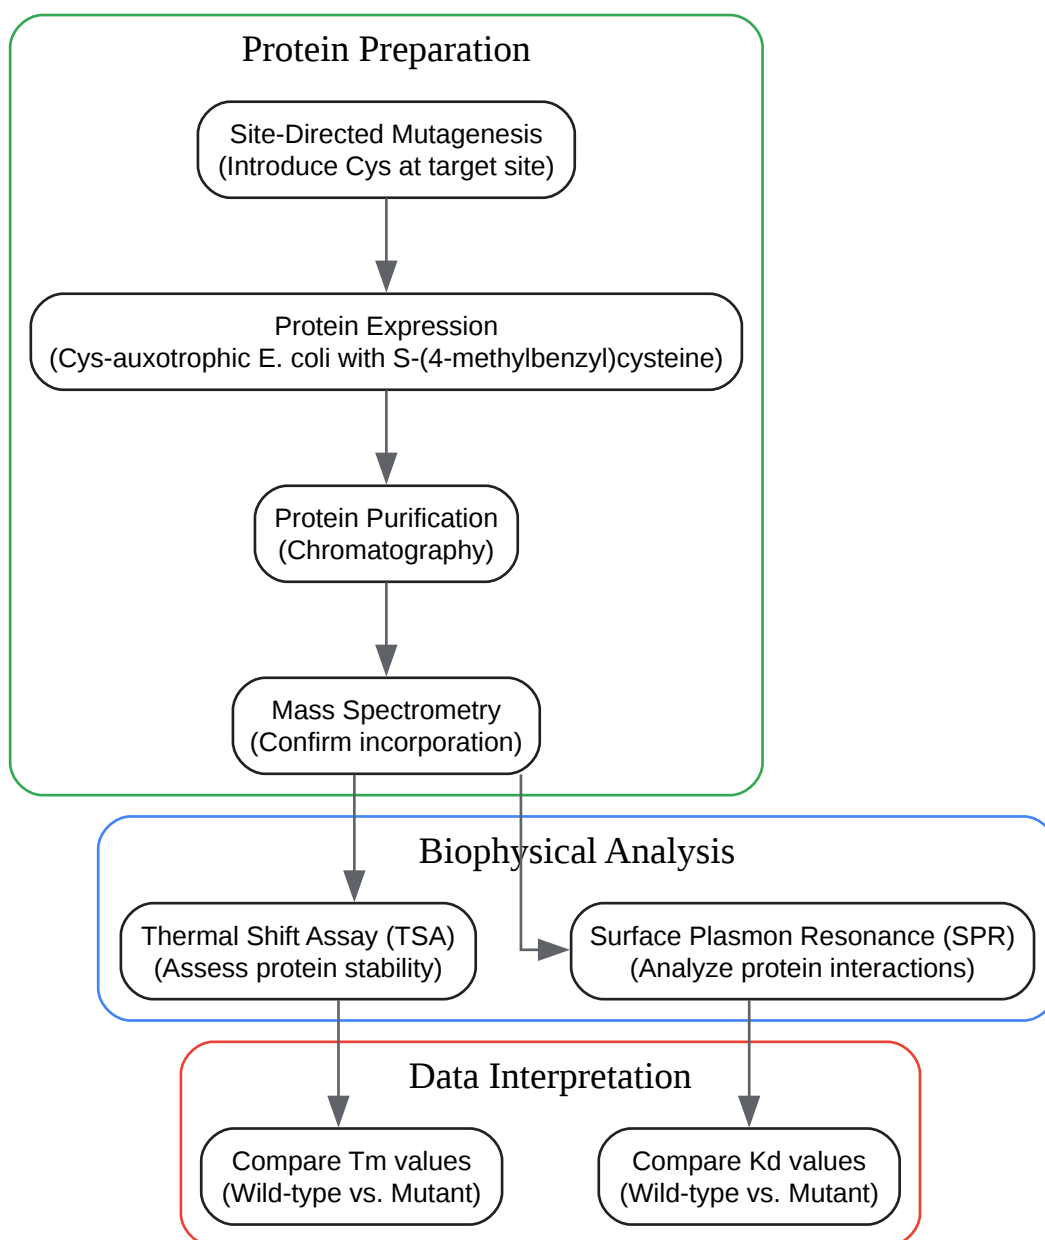 Protein Preparation
Site-Directed Mutagenesis
(Introduce Cys at target site)
Protein Expression
(Cys-auxotrophic E. coli with S-(4-methylbenzyl)cysteine)
Protein Purification
(Chromatography)
Mass Spectrometry
(Confirm incorporation)
Biophysical Analysis
Thermal Shift Assay (TSA)
(Assess protein stability)
Surface Plasmon Resonance (SPR)
(Analyze protein interactions)
Data Interpretation
Compare Tm values
(Wild-type vs. Mutant)
Compare Kd values
(Wild-type vs. Mutant)